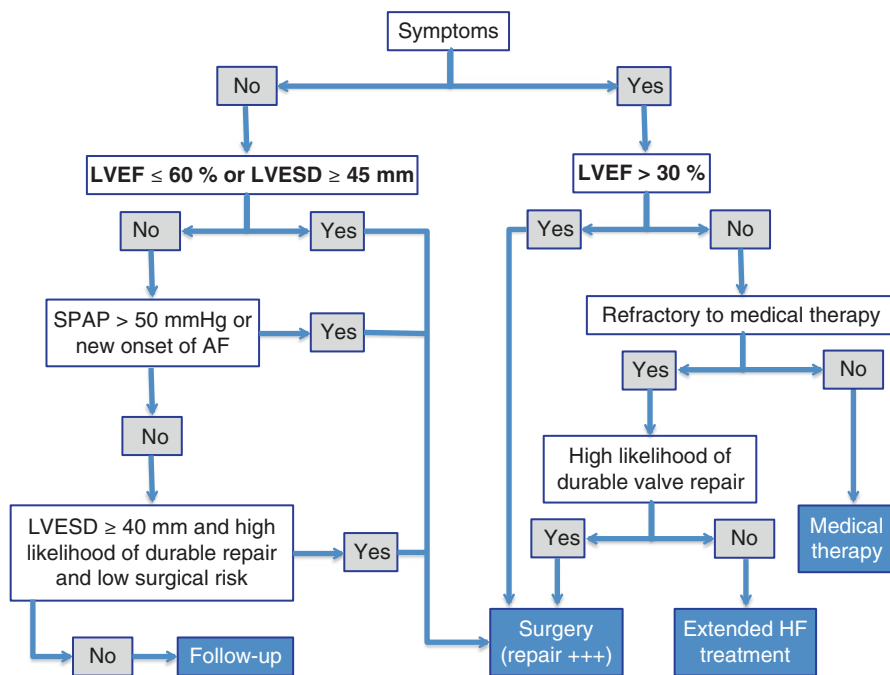 Symptoms
No
Yes
LVEF ≤ 60 % or LVESD ≥ 45 mm
LVEF > 30 %
No
Yes
Yes
No
SPAP > 50 mmHg or
new onset of AF
Yes
Refractory to medical therapy
No
Yes
No
High likelihood of
durable valve repair
LVESD ≥ 40 mm and high
likelihood of durable repair
and low surgical risk
Yes
Yes
No
Medical
therapy
No
Follow-up
Surgery
(repair +++)
Extended HF
treatment